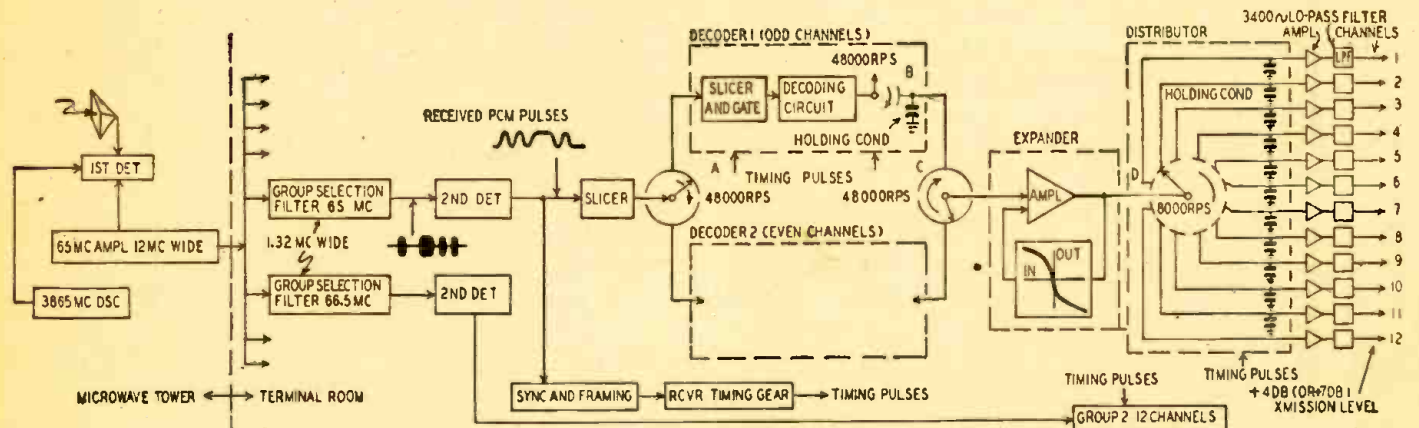 3400~LO-PASS FILTER
AMPL
CHANNELS
LPF
DISTRIBUTOR
HOLDING COND
D
8000RPS
1
2
3
4
5
6
7
8
9
10
11
12
TIMING PULSES
+4DB (OR+7DB)
XMISSION LEVEL
DECODER 1 (ODD CHANNELS)
48000RPS
B
SLICER
AND GATE
DECODING
CIRCUIT
HOLDING COND
A
TIMING PULSES
C
48000RPS
48000RPS
DECODER 2 (EVEN CHANNELS)
EXPANDER
AMPL
IN
OUT
RECEIVED PCM PULSES
1ST DET
65MC AMPL 12MC WIDE
3865MC OSC
GROUP SELECTION
FILTER 65 MC
2ND DET
SLICER
1.32 MC WIDE
GROUP SELECTION
FILTER 66.5MC
2ND DET
MICROWAVE TOWER
TERMINAL ROOM
SYNC AND FRAMING
RCVR TIMING GEAR
TIMING PULSES
TIMING PULSES
GROUP 2 12 CHANNELS